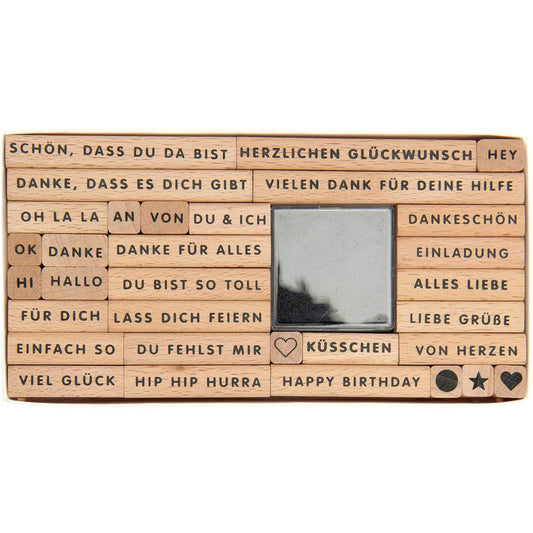 SCHÖN, DASS DU DA BIST HERZLICHEN GLÜCKWUNSCH HEY
DANKE, DASS ES DICH GIBT VIELEN DANK FÜR DEINE HILFE
OH LA LA AN VON DU & ICH DANKESCHÖN
OK DANKE DANKE FÜR ALLES EINLADUNG
HI HALLO DU BIST SO TOLL ALLES LIEBE
FÜR DICH LASS DICH FEIERN LIEBE GRÜßE
EINFACH SO DU FEHLST MIR KÜSSCHEN VON HERZEN
VIEL GLÜCK HIP HIP HURRA HAPPY BIRTHDAY